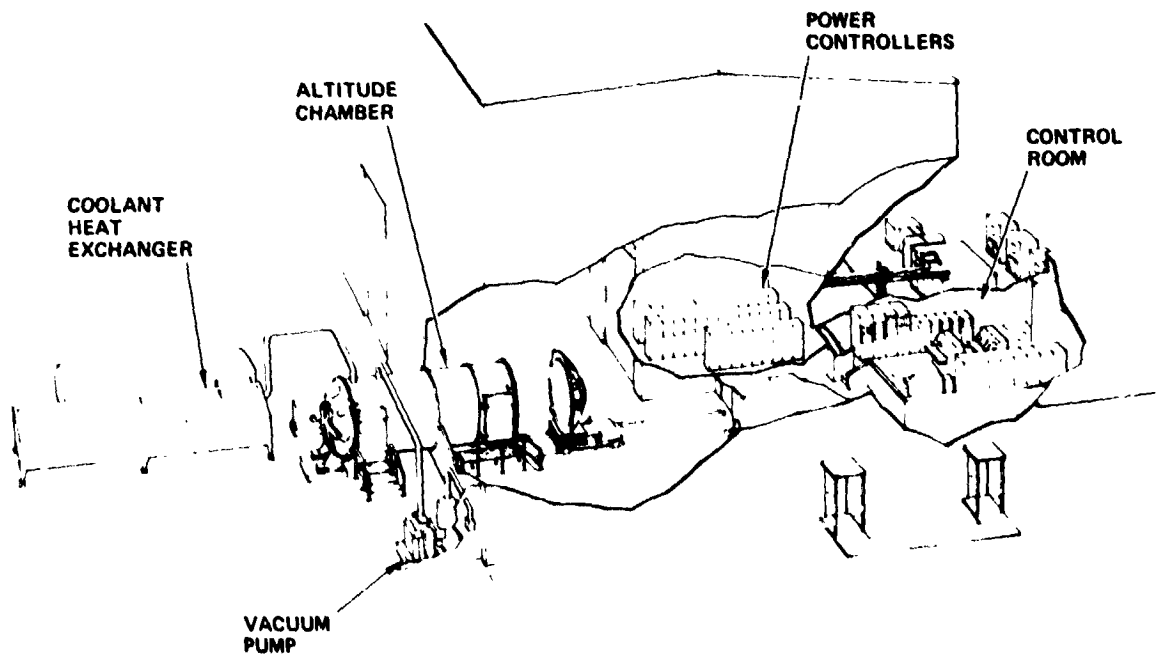 POWER
CONTROLLERS
ALTITUDE
CHAMBER
CONTROL
ROOM
COOLANT
HEAT
EXCHANGER
VACUUM
PUMP